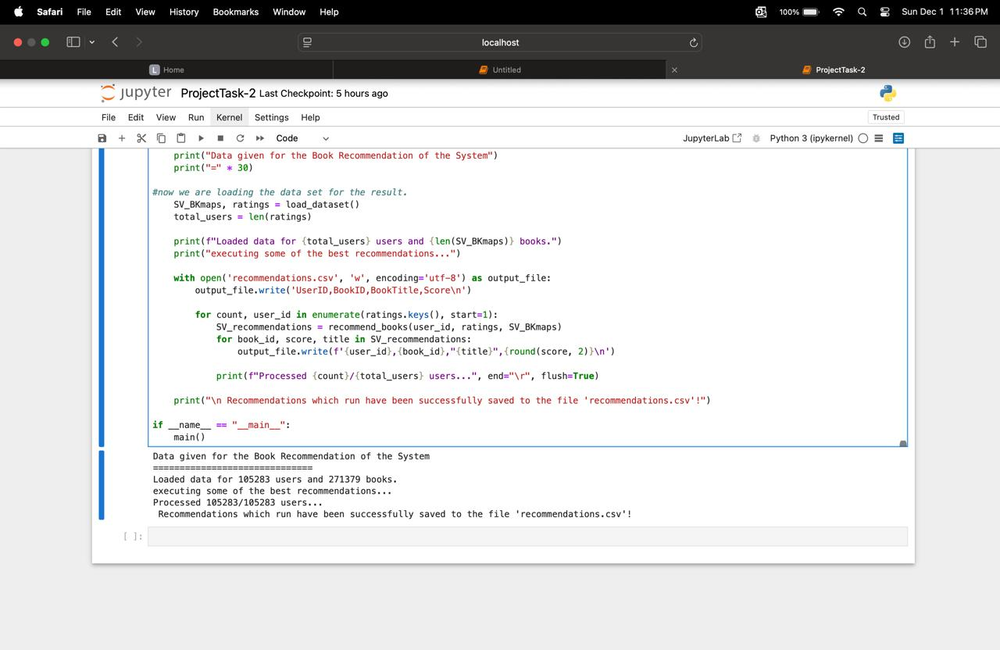 Safari File Edit View History Bookmarks Window Help 100% Sun Dec 1 11:36 PM
localhost
L Home Untitled ProjectTask-2
jupyter ProjectTask-2 Last Checkpoint: 5 hours ago
File Edit View Run Kernel Settings Help Trusted
Code JupyterLab Python 3 (ipykernel)
    print("Data given for the Book Recommendation of the System")
    print("=" * 30)
#now we are loading the data set for the result.
    SV_BKmaps, ratings = load_dataset()
    total_users = len(ratings)
    print(f"Loaded data for {total_users} users and {len(SV_BKmaps)} books.")
    print("executing some of the best recommendations...")
    with open('recommendations.csv', 'w', encoding='utf-8') as output_file:
        output_file.write('UserID,BookID,BookTitle,Score\n')
        for count, user_id in enumerate(ratings.keys(), start=1):
            SV_recommendations = recommend_books(user_id, ratings, SV_BKmaps)
            for book_id, score, title in SV_recommendations:
                output_file.write(f'{user_id},{book_id},"{title}",{round(score, 2)}\n')
            print(f"Processed {count}/{total_users} users...", end="\r", flush=True)
    print("\n Recommendations which run have been successfully saved to the file 'recommendations.csv'!")
if __name__ == "__main__":
    main()
Data given for the Book Recommendation of the System
==============================
Loaded data for 105283 users and 271379 books.
executing some of the best recommendations...
Processed 105283/105283 users...
 Recommendations which run have been successfully saved to the file 'recommendations.csv'!
[ ]: